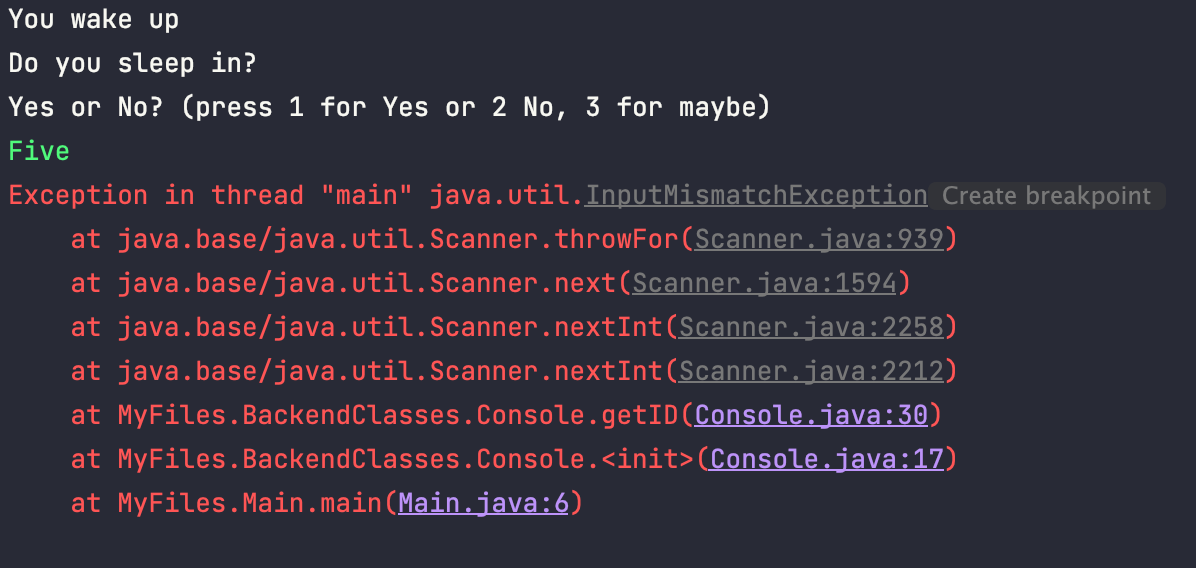 You wake up
Do you sleep in?
Yes or No? (press 1 for Yes or 2 No, 3 for maybe)
Five
Exception in thread "main" java.util.InputMismatchException Create breakpoint
    at java.base/java.util.Scanner.throwFor(Scanner.java:939)
    at java.base/java.util.Scanner.next(Scanner.java:1594)
    at java.base/java.util.Scanner.nextInt(Scanner.java:2258)
    at java.base/java.util.Scanner.nextInt(Scanner.java:2212)
    at MyFiles.BackendClasses.Console.getID(Console.java:30)
    at MyFiles.BackendClasses.Console.<init>(Console.java:17)
    at MyFiles.Main.main(Main.java:6)